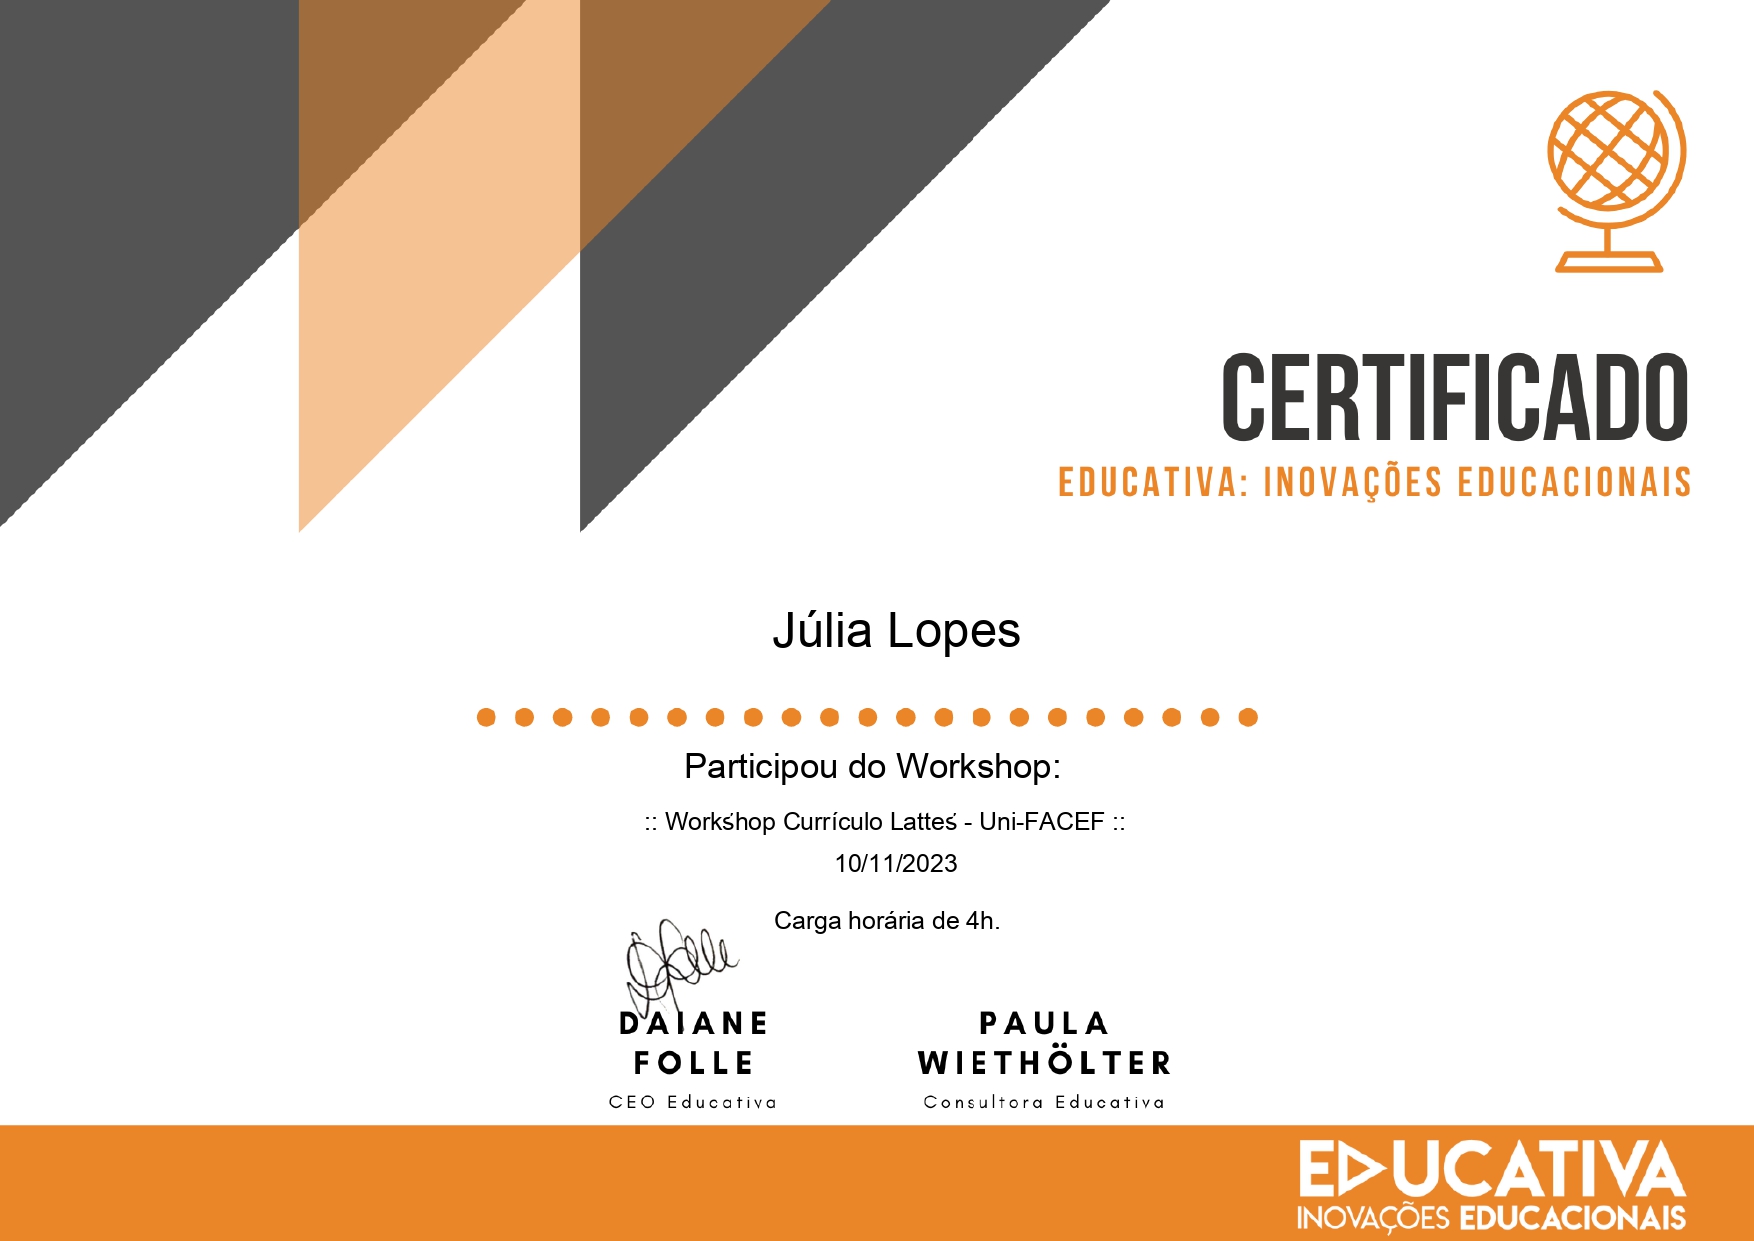 CERTIFICADO
EDUCATIVA: INOVAÇÕES EDUCACIONAIS
Júlia Lopes
Participou do Workshop:
:: Workshop Currículo Lattes - Uni-FACEF ::
10/11/2023
Carga horária de 4h.
DAIANE
FOLLE
CEO Educativa
PAULA
WIETHÖLTER
Consultora Educativa
EDUCATIVA
INOVAÇÕES EDUCACIONAIS